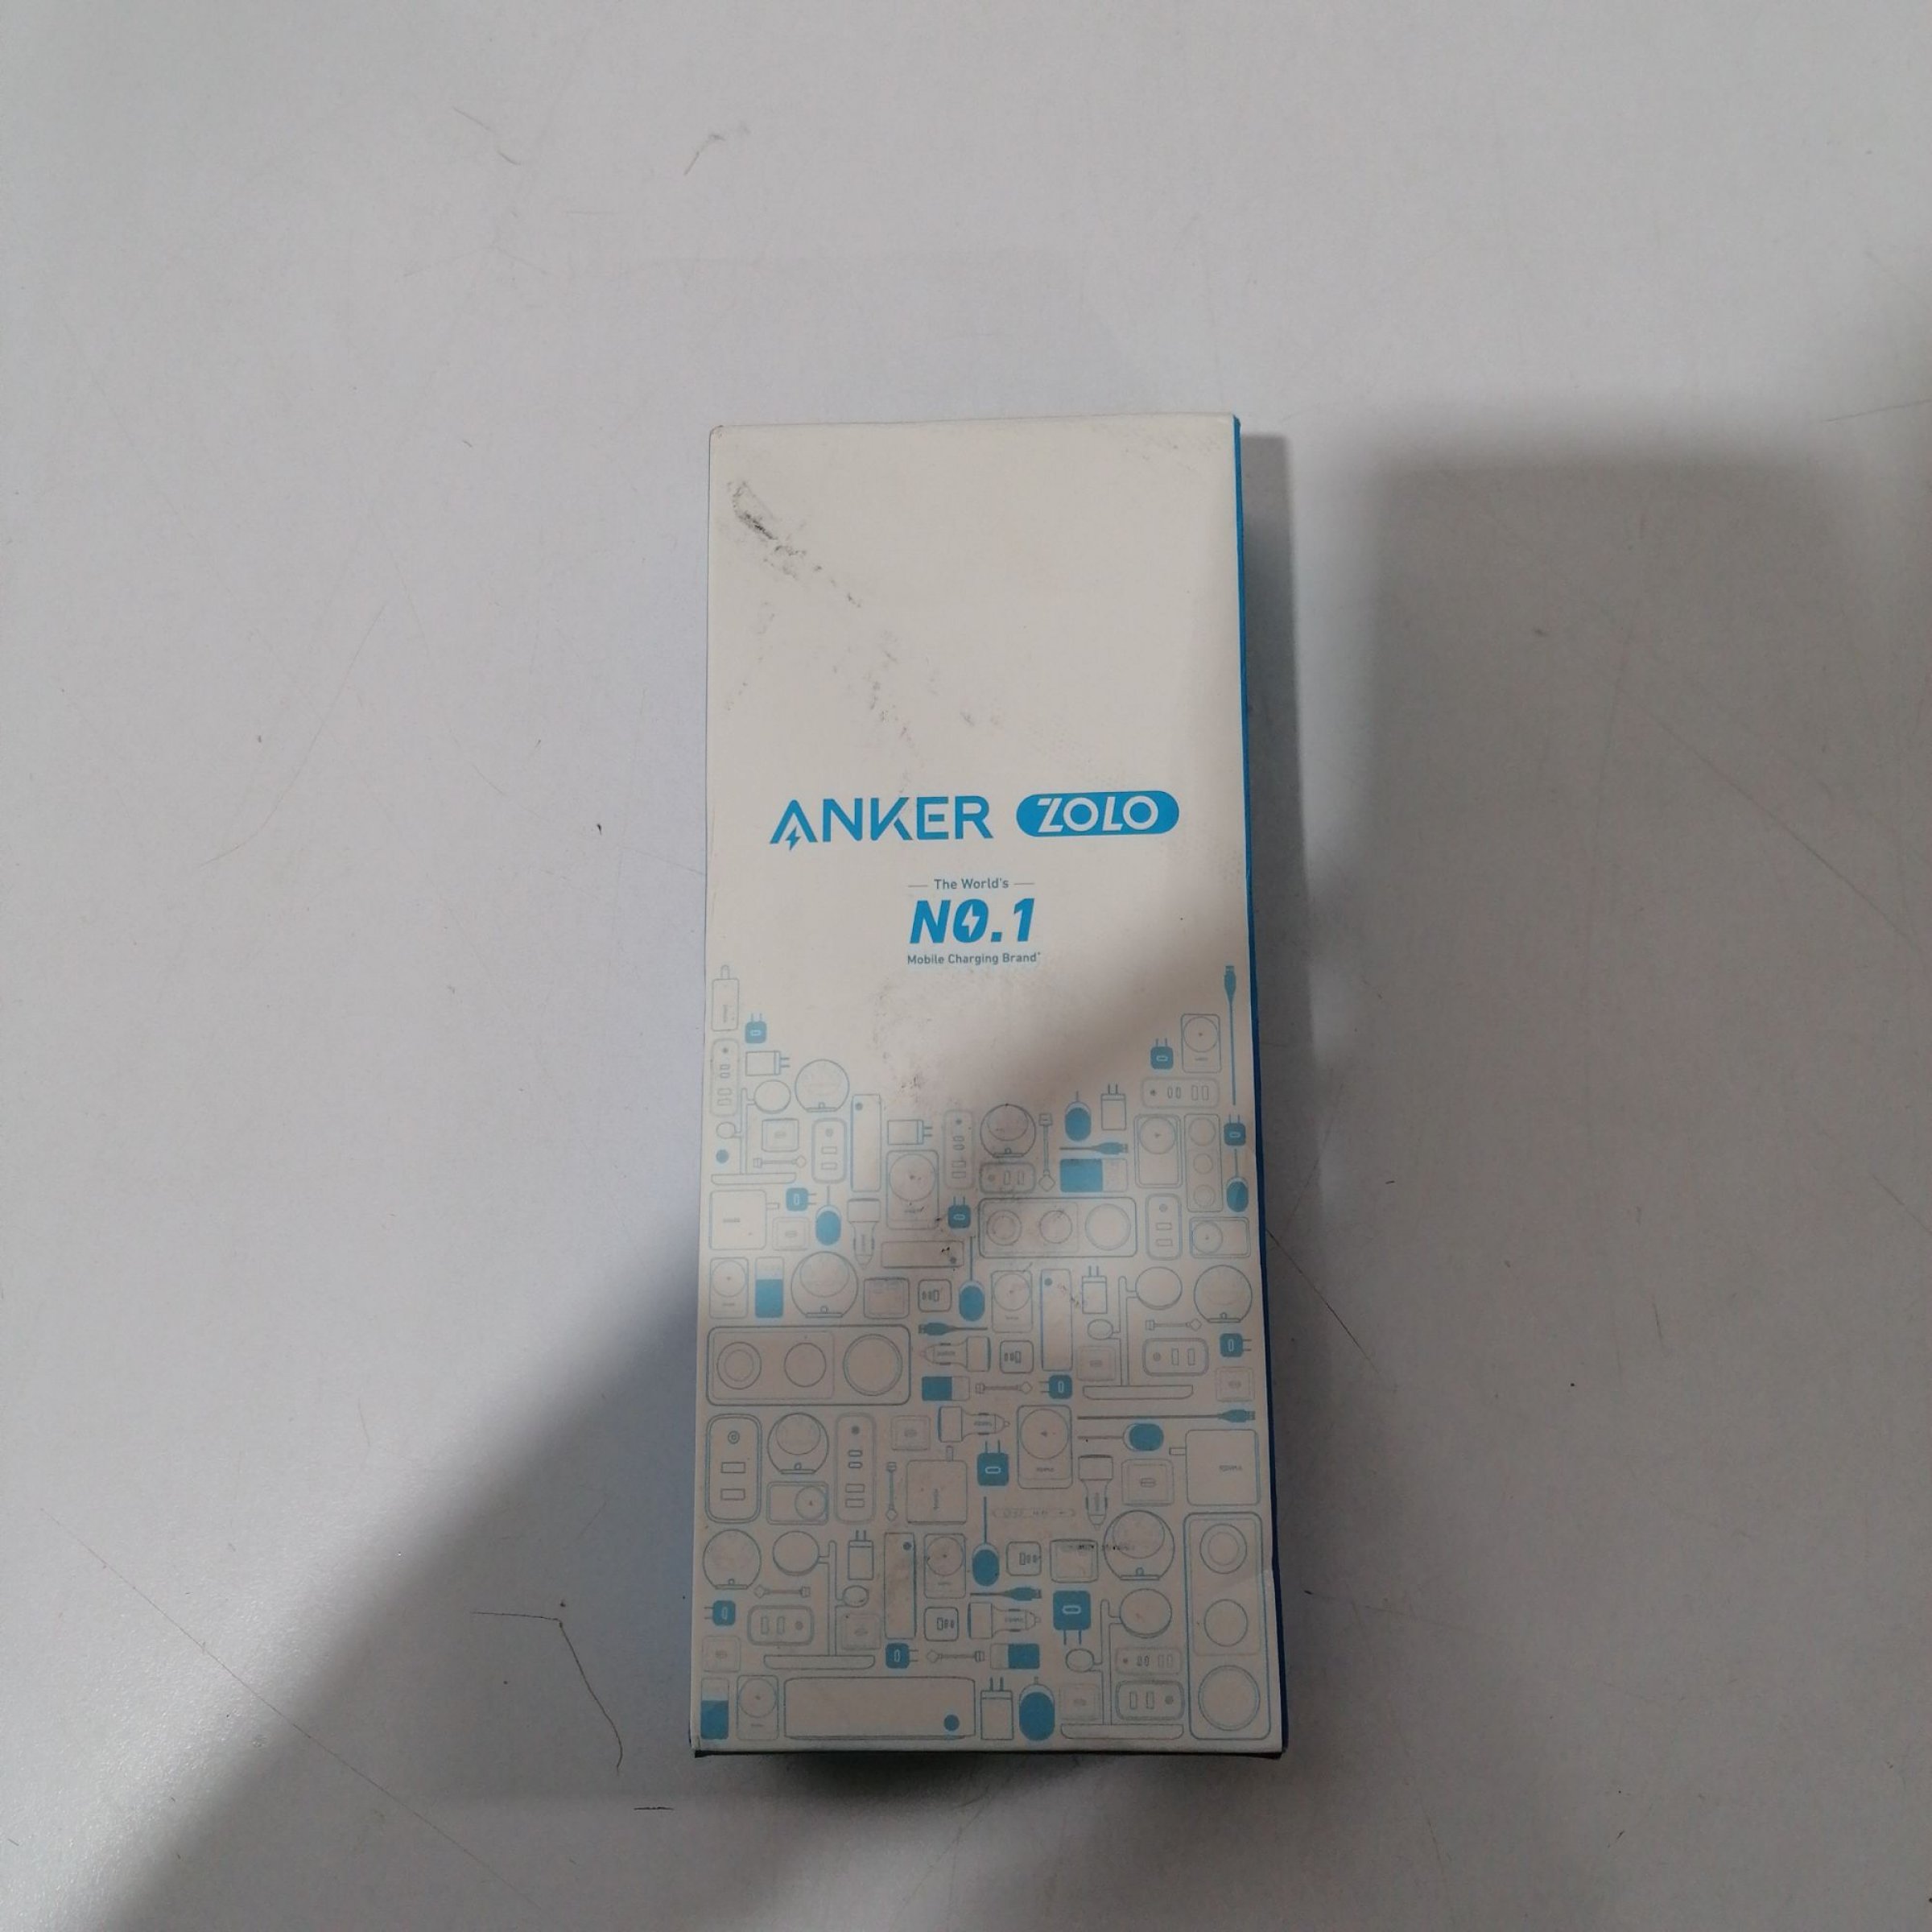 ANKER ZOLO
The World's
NO.1
Mobile Charging Brand*